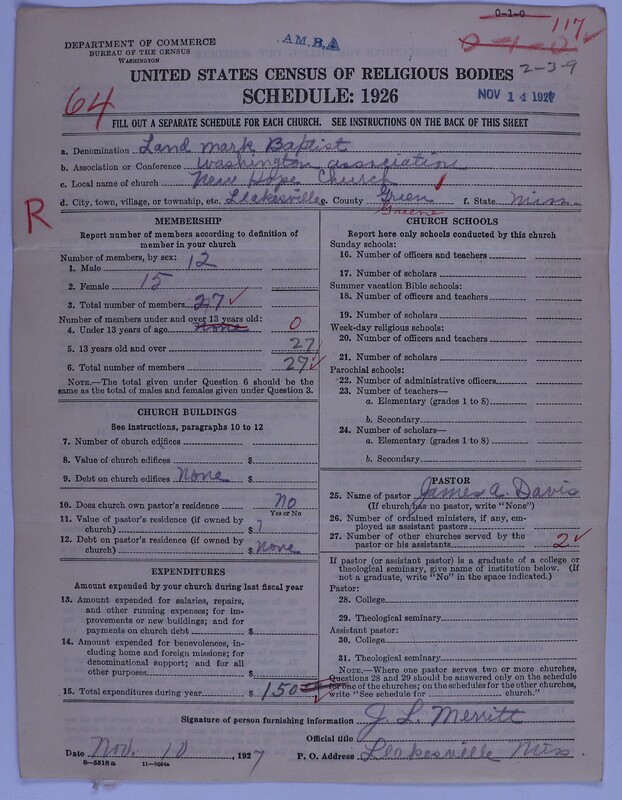 0-1-0
117
0-1-0
A.M.B.A
2-3-9
DEPARTMENT OF COMMERCE
BUREAU OF THE CENSUS
WASHINGTON
UNITED STATES CENSUS OF RELIGIOUS BODIES
SCHEDULE: 1926
NOV 14 1927
64
FILL OUT A SEPARATE SCHEDULE FOR EACH CHURCH. SEE INSTRUCTIONS ON THE BACK OF THIS SHEET
a. Denomination Land mark Baptist
b. Association or Conference Washington association
c. Local name of church New Hope Church
d. City, town, village, or township, etc. Leakesville e. County Green f. State Miss
Greene
R
MEMBERSHIP
Report number of members according to definition of
member in your church
Number of members, by sex:
1. Male 12
2. Female 15
3. Total number of members 27
Number of members under and over 13 years old:
4. Under 13 years of age none 0
5. 13 years old and over 27
6. Total number of members 27
NOTE.—The total given under Question 6 should be the
same as the total of males and females given under Question 3.
CHURCH BUILDINGS
See instructions, paragraphs 10 to 12
7. Number of church edifices
8. Value of church edifices $
9. Debt on church edifices None $
10. Does church own pastor's residence No
Yes or No
11. Value of pastor's residence (if owned by
church) $
12. Debt on pastor's residence (if owned by
church) $ None
EXPENDITURES
Amount expended by your church during last fiscal year
13. Amount expended for salaries, repairs,
and other running expenses; for im-
provements or new buildings; and for
payments on church debt $
14. Amount expended for benevolences, in-
cluding home and foreign missions; for
denominational support; and for all
other purposes $
15. Total expenditures during year $ 150
CHURCH SCHOOLS
Report here only schools conducted by this church
Sunday schools:
16. Number of officers and teachers
17. Number of scholars
Summer vacation Bible schools:
18. Number of officers and teachers
19. Number of scholars
Week-day religious schools:
20. Number of officers and teachers
21. Number of scholars
Parochial schools:
22. Number of administrative officers
23. Number of teachers—
a. Elementary (grades 1 to 8)
b. Secondary
24. Number of scholars—
a. Elementary (grades 1 to 8)
b. Secondary
PASTOR
25. Name of pastor James A. Davis
(If church has no pastor, write "None")
26. Number of ordained ministers, if any, em-
ployed as assistant pastors
27. Number of other churches served by the
pastor or his assistants 2
If pastor (or assistant pastor) is a graduate of a college or
theological seminary, give name of institution below. (If
not a graduate, write "No" in the space indicated.)
Pastor:
28. College
29. Theological seminary
Assistant pastor:
30. College
31. Theological seminary
NOTE.—Where one pastor serves two or more churches,
Questions 28 and 29 should be answered only on the schedule
for one of the churches; on the schedules for the other churches,
write "See schedule for church."
Signature of person furnishing information J. L. Merritt
Official title
Date Nov. 10, 1927 P. O. Address Leakesville Miss.
8—5318a 11—9054a